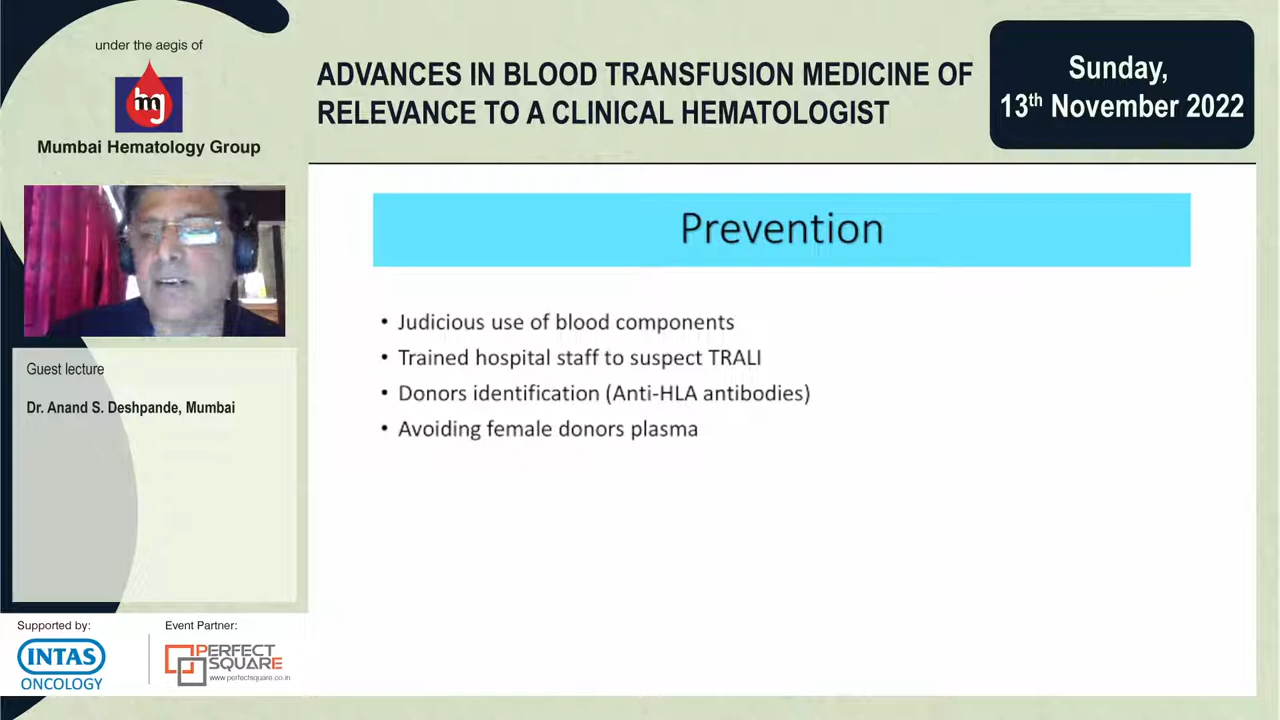 under the aegis of
mg
Mumbai Hematology Group
ADVANCES IN BLOOD TRANSFUSION MEDICINE OF
RELEVANCE TO A CLINICAL HEMATOLOGIST
Sunday,
13th November 2022
Guest lecture
Dr. Anand S. Deshpande, Mumbai
Prevention
• Judicious use of blood components
• Trained hospital staff to suspect TRALI
• Donors identification (Anti-HLA antibodies)
• Avoiding female donors plasma
Supported by:
INTAS
ONCOLOGY
Event Partner:
PERFECT
SQUARE
www.perfectsquare.co.in